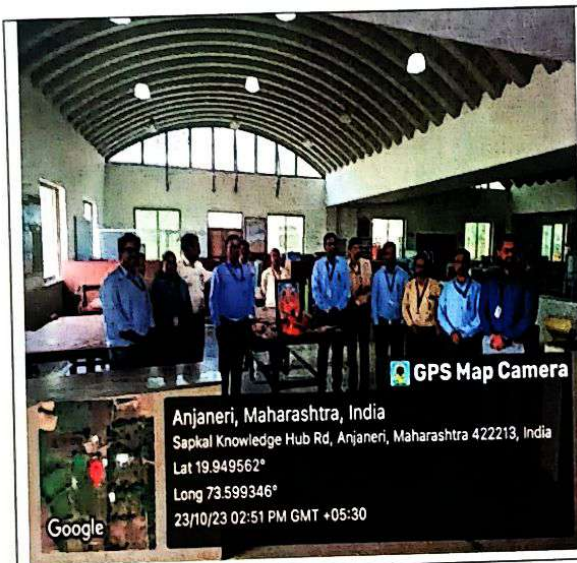 GPS Map Camera
Anjaneri, Maharashtra, India
Sapkal Knowledge Hub Rd, Anjaneri, Maharashtra 422213, India
Lat 19.949562°
Long 73.599346°
23/10/23 02:51 PM GMT +05:30
Google